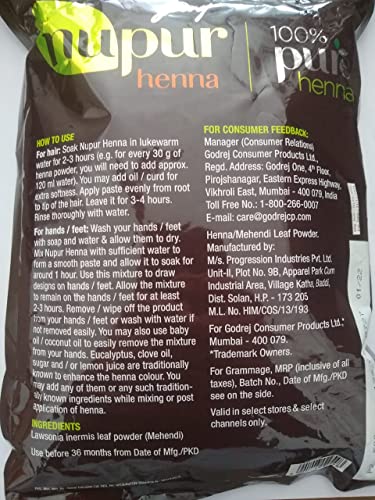 Godrej
nupur
henna
100%
pure
henna
HOW TO USE
For hair: Soak Nupur Henna in lukewarm
water for 2-3 hours (e.g. for every 30 g of
henna powder, you will need to add approx.
120 ml water). You may add oil / curd for
extra softness. Apply paste evenly from root
to tip of the hair. Leave it for 3-4 hours.
Rinse thoroughly with water.
For hands / feet: Wash your hands / feet
with soap and water & allow them to dry.
Mix Nupur Henna with sufficient water to
form a smooth paste and allow it to soak for
around 1 hour. Use this mixture to draw
designs on hands / feet. Allow the mixture
to remain on the hands / feet for at least
2-3 hours. Remove / wipe off the product
from your hands / feet or wash with water if
not removed easily. You may also use baby
oil / coconut oil to easily remove the mixture
from your hands. Eucalyptus, clove oil,
sugar and / or lemon juice are traditionally
known to enhance the henna colour. You
may add any of them or any such tradition-
ally known ingredients while mixing or post
application of henna.
INGREDIENTS
Lawsonia inermis leaf powder (Mehendi)
Use before 36 months from Date of Mfg./PKD
FOR CONSUMER FEEDBACK:
Manager (Consumer Relations)
Godrej Consumer Products Ltd.,
Regd. Address: Godrej One, 4th Floor,
Pirojshanagar, Eastern Express Highway,
Vikhroli East, Mumbai - 400 079, India
Toll Free No.: 1-800-266-0007
E-mail: care@godrejcp.com
Henna/Mehndi Leaf Powder.
Manufactured by:
M/s. Progression Industries Pvt. Ltd.
Unit-II, Plot No. 9B, Apparel Park Cum
Industrial Area, Village Katha, Baddi,
Dist. Solan, H.P. - 173 205
M.L. No. HIM/COS/13/193
For Godrej Consumer Products Ltd.*
Mumbai - 400 079.
*Trademark Owners.
For Grammage, MRP (inclusive of all
taxes), Batch No., Date of Mfg./PKD
see on the side.
Valid in select stores & select
channels only.
01/22